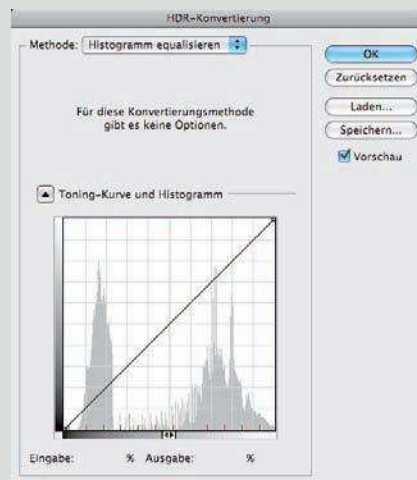 HDR-Konvertierung
Methode: Histogramm equalisieren
OK
Zurücksetzen
Laden...
Speichern...
Vorschau
Für diese Konvertierungsmethode
gibt es keine Optionen.
Toning-Kurve und Histogramm
Eingabe: % Ausgabe: %